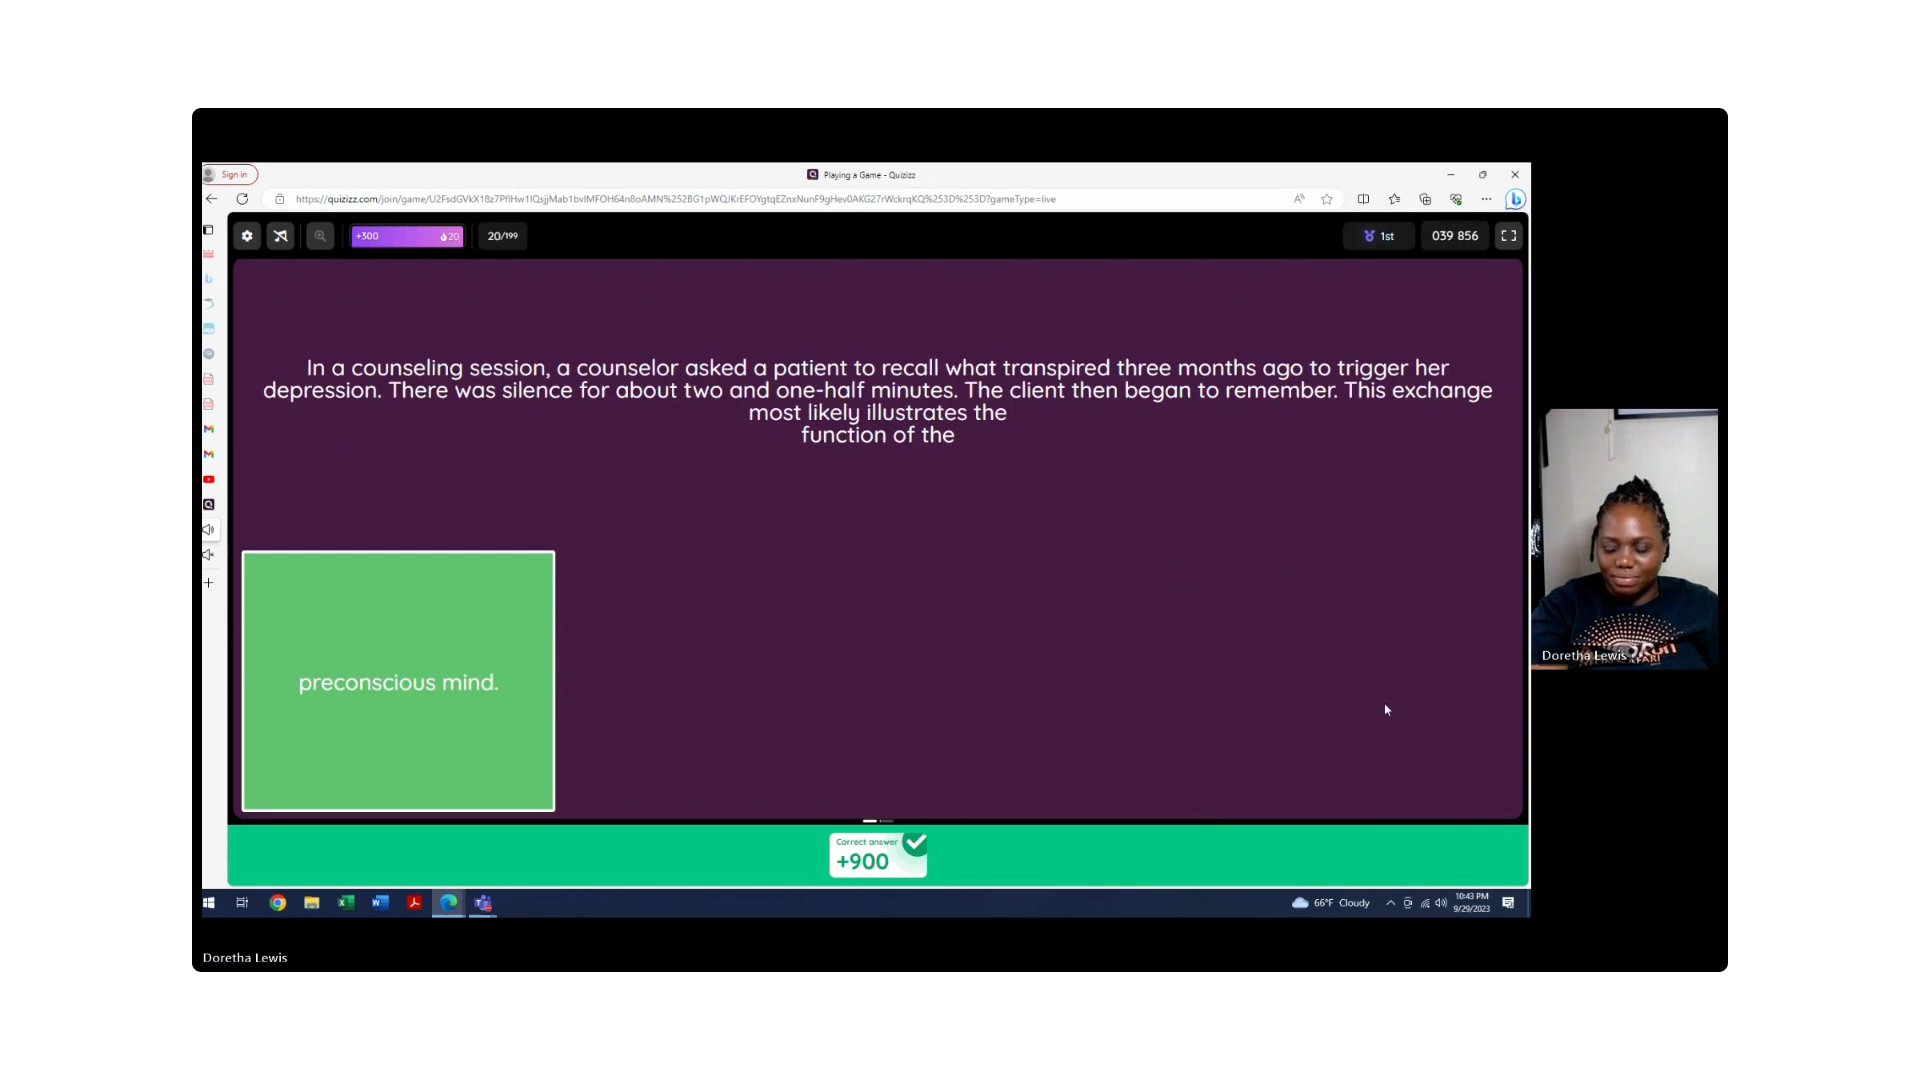 Sign in
Playing a Game - Quizizz
+300
20
20/199
1st
039 856
In a counseling session, a counselor asked a patient to recall what transpired three months ago to trigger her
depression. There was silence for about two and one-half minutes. The client then began to remember. This exchange
most likely illustrates the
function of the
preconscious mind.
Correct answer
+900
Doretha Lewis
66°F Cloudy
10:43 PM
9/29/2023
Doretha Lewis